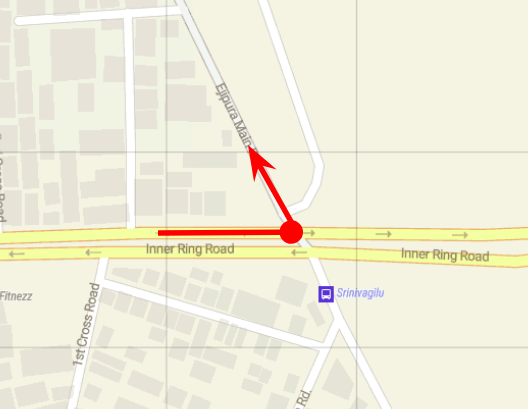 Ejipura Main
Inner Ring Road
Inner Ring Road
Srinivagilu
Fitnezz
1st Cross Road
Rd.